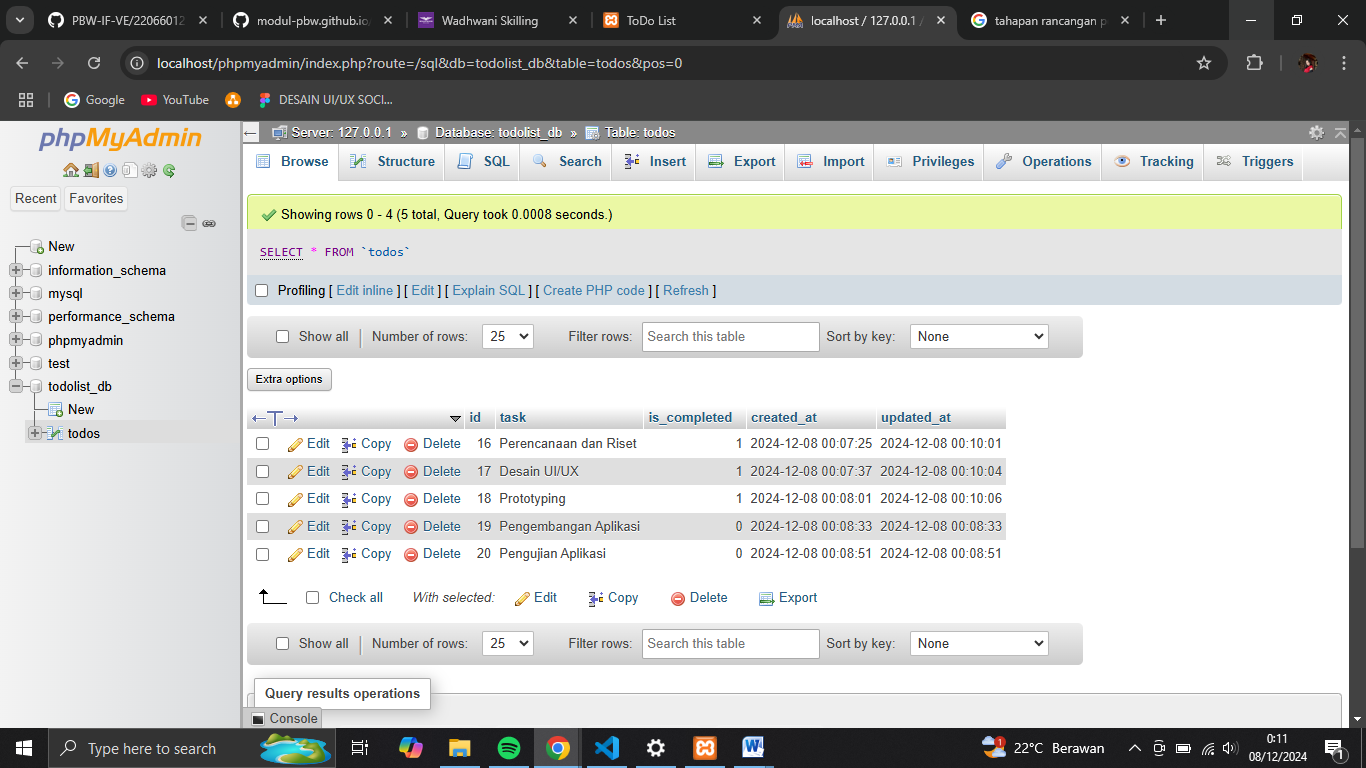 PBW-IF-VE/22066012
modul-pbw.github.io/
Wadhwani Skilling
ToDo List
localhost / 127.0.0.1 /
tahapan rancangan p
localhost/phpmyadmin/index.php?route=/sql&db=todolist_db&table=todos&pos=0
Google
YouTube
DESAIN UI/UX SOCI...
phpMyAdmin
Recent
Favorites
New
information_schema
mysql
performance_schema
phpmyadmin
test
todolist_db
New
todos
Server: 127.0.0.1 » Database: todolist_db » Table: todos
Browse Structure SQL Search Insert Export Import Privileges Operations Tracking Triggers
Showing rows 0 - 4 (5 total, Query took 0.0008 seconds.)
SELECT * FROM `todos`
Profiling [ Edit inline ] [ Edit ] [ Explain SQL ] [ Create PHP code ] [ Refresh ]
Show all Number of rows: 25 Filter rows: Search this table Sort by key: None
Extra options
id task is_completed created_at updated_at
Edit Copy Delete 16 Perencanaan dan Riset 1 2024-12-08 00:07:25 2024-12-08 00:10:01
Edit Copy Delete 17 Desain UI/UX 1 2024-12-08 00:07:37 2024-12-08 00:10:04
Edit Copy Delete 18 Prototyping 1 2024-12-08 00:08:01 2024-12-08 00:10:06
Edit Copy Delete 19 Pengembangan Aplikasi 0 2024-12-08 00:08:33 2024-12-08 00:08:33
Edit Copy Delete 20 Pengujian Aplikasi 0 2024-12-08 00:08:51 2024-12-08 00:08:51
Check all With selected: Edit Copy Delete Export
Show all Number of rows: 25 Filter rows: Search this table Sort by key: None
Query results operations
Console
Type here to search
22°C Berawan
0:11
08/12/2024
1